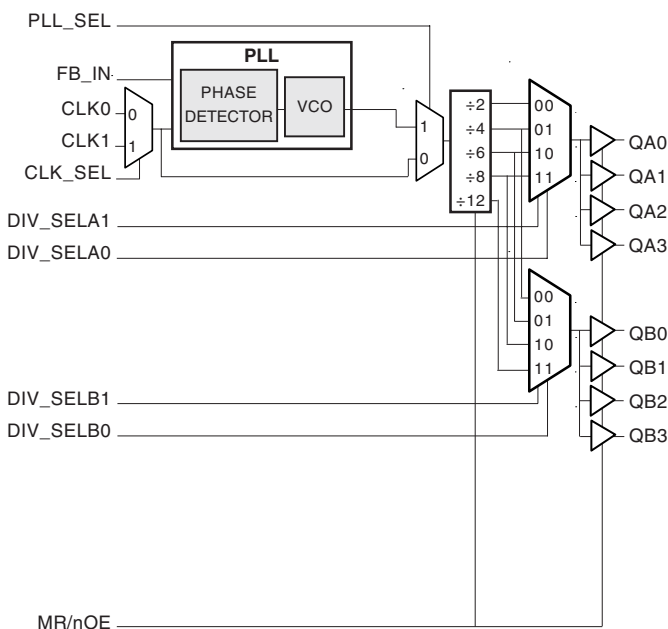 PLL_SEL
PLL
FB_IN
PHASE
DETECTOR
VCO
CLK0
0
CLK1
1
CLK_SEL
1
0
÷2
÷4
÷6
÷8
÷12
00
01
10
11
QA0
QA1
QA2
QA3
DIV_SELA1
DIV_SELA0
00
01
10
11
QB0
QB1
QB2
QB3
DIV_SELB1
DIV_SELB0
MR/nOE